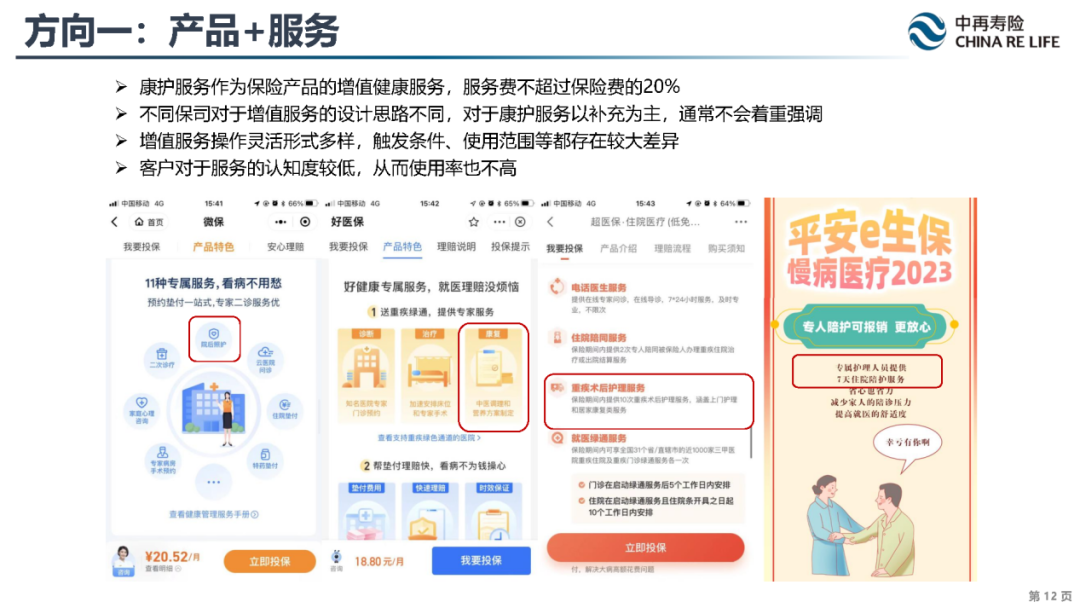 方向一：产品+服务
中再寿险
CHINA RE LIFE
康护服务作为保险产品的增值健康服务，服务费不超过保险费的20%
不同保司对于增值服务的设计思路不同，对于康护服务以补充为主，通常不会着重强调
增值服务操作灵活形式多样，触发条件、使用范围等都存在较大差异
客户对于服务的认知度较低，从而使用率也不高
中国移动 4G 15:41 66%
首页 微保
我要投保 产品特色 安心理赔
11种专属服务，看病不用愁
预约垫付一站式，专家二诊服务优
院后照护
二次诊疗
云医院
问诊
家庭心理
咨询
住院垫付
专家病房
手术预约
特药垫付
查看健康管理服务手册
咨询
¥20.52/月
查看明细
立即投保
中国移动 4G 15:42 65%
好医保
我要投保 产品特色 理赔说明 投保提示
好健康专属服务，就医理赔没烦恼
1 送重疾绿通，提供专家服务
诊断 治疗 康复
知名医院专家
门诊预约
加速安排床位
和专家手术
中医调理和
营养方案制定
查看支持重疾绿色通道的医院
2 帮垫付理赔快，看病不为钱操心
垫付费用 快速理赔 时效保证
咨询
18.80 元/月
我要投保
中国移动 4G 15:43 64%
超医保·住院医疗 (低免...
我要投保 产品介绍 理赔流程 购买须知
电话医生服务
提供在线专家问诊、在线导诊，7*24小时服务，及时专
业、不限次
住院陪同服务
保险期间内提供2次专人陪同被保险人办理重疾住院治
疗或出院结算服务
重疾术后护理服务
保险期间内提供10次重疾术后护理服务，涵盖上门护理
和居家康复类服务
就医绿通服务
保险期间内可享全国31个省/直辖市的近1000家三甲医
院重疾住院及重疾门诊绿通服务各一次
门诊在启动绿通服务后5个工作日内安排
住院在启动绿通服务且住院条开具之日起
10个工作日内安排
立即投保
付，解决大病高额花费问题
平安e生保
慢病医疗2023
专人陪护可报销 更放心
专属护理人员提供
7天住院陪护服务
省心也省力
减少家人的陪诊压力
提高就医的舒适度
幸亏有你啊
第 12 页